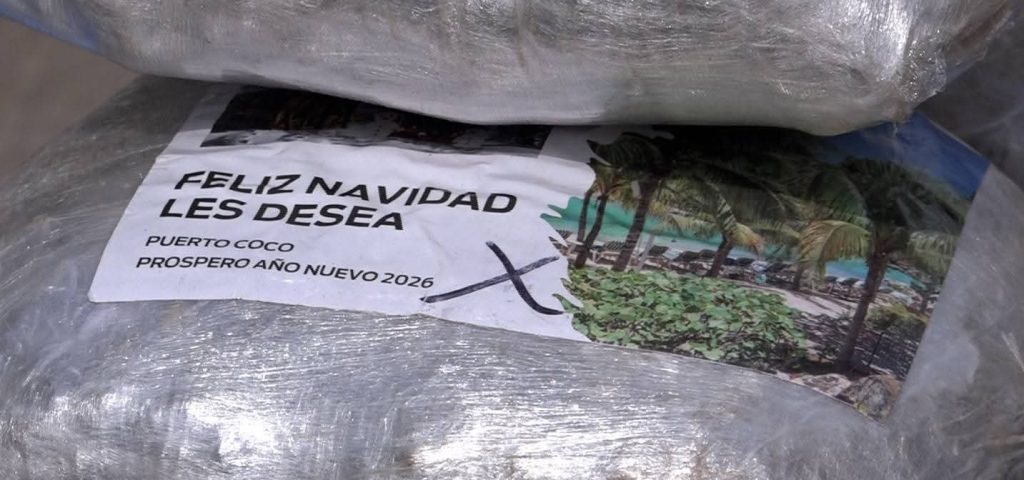 FELIZ NAVIDAD
LES DESEA
PUERTO COCO
PROSPERO AÑO NUEVO 2026
X